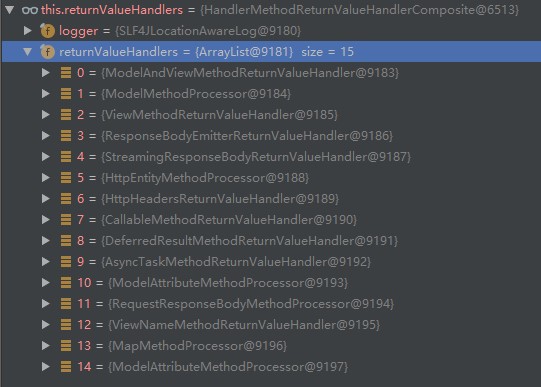 this.returnValueHandlers = {HandlerMethodReturnValueHandlerComposite@6513}
logger = {SLF4JLocationAwareLog@9180}
returnValueHandlers = {ArrayList@9181} size = 15
0 = {ModelAndViewMethodReturnValueHandler@9183}
1 = {ModelMethodProcessor@9184}
2 = {ViewMethodReturnValueHandler@9185}
3 = {ResponseBodyEmitterReturnValueHandler@9186}
4 = {StreamingResponseBodyReturnValueHandler@9187}
5 = {HttpEntityMethodProcessor@9188}
6 = {HttpHeadersReturnValueHandler@9189}
7 = {CallableMethodReturnValueHandler@9190}
8 = {DeferredResultMethodReturnValueHandler@9191}
9 = {AsyncTaskMethodReturnValueHandler@9192}
10 = {ModelAttributeMethodProcessor@9193}
11 = {RequestResponseBodyMethodProcessor@9194}
12 = {ViewNameMethodReturnValueHandler@9195}
13 = {MapMethodProcessor@9196}
14 = {ModelAttributeMethodProcessor@9197}